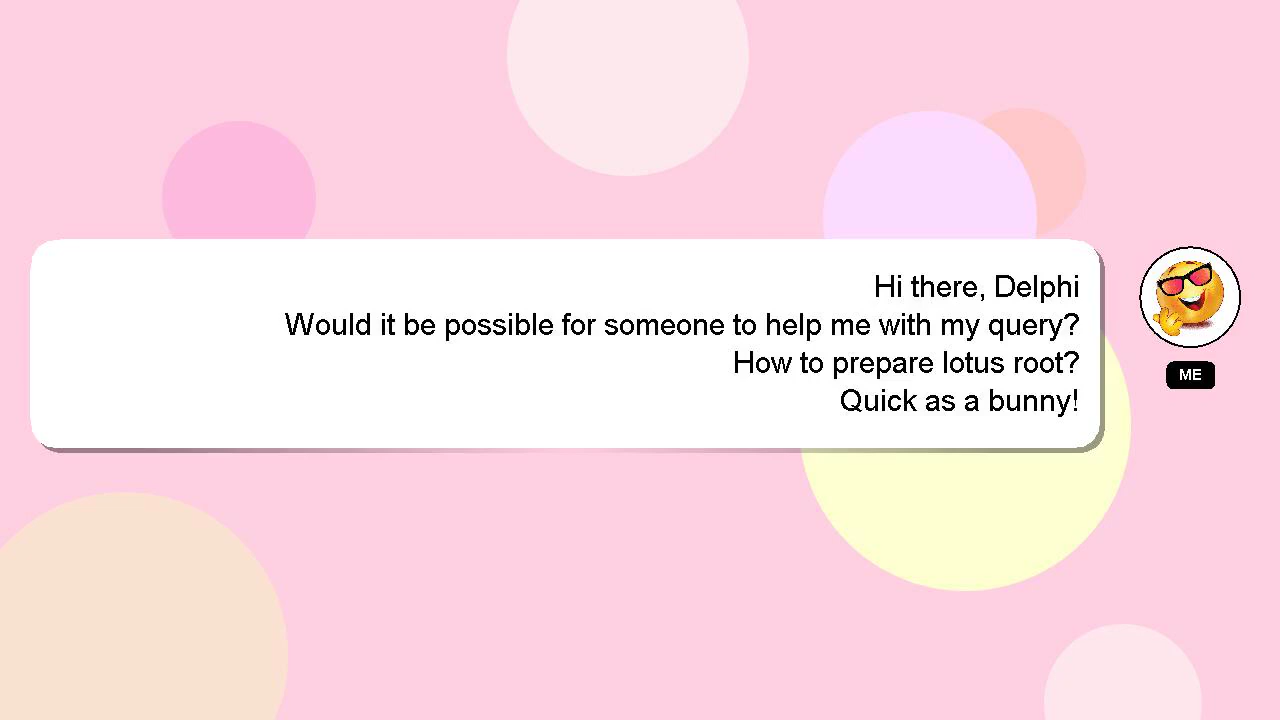 Hi there, Delphi
Would it be possible for someone to help me with my query?
How to prepare lotus root?
Quick as a bunny!
ME